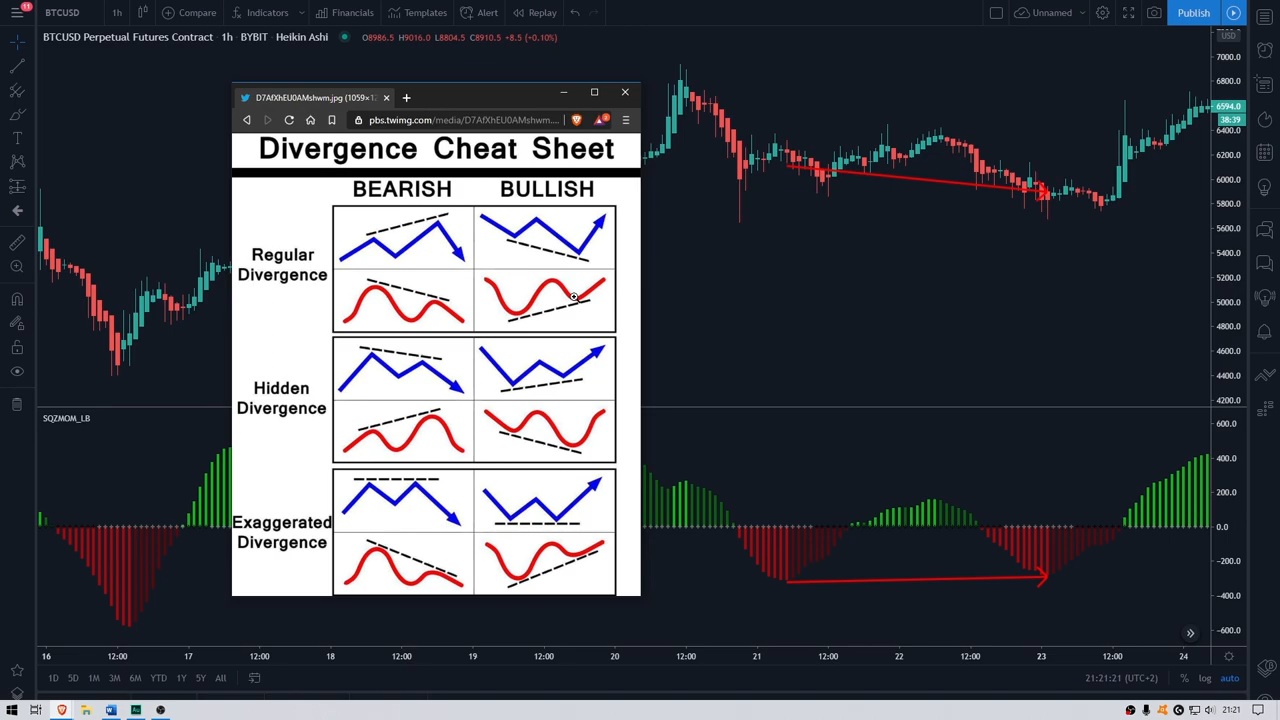 11
BTCUSD
1h
Compare
Indicators
Financials
Templates
Alert
Replay
Unnamed
Publish
BTCUSD Perpetual Futures Contract · 1h · BYBIT · Heikin Ashi
O8986.5 H9016.0 L8804.5 C8910.5 +8.5 (+0.10%)
USD
7000.0
6800.0
6594.0
38:39
6400.0
6200.0
6000.0
5800.0
5600.0
5400.0
5200.0
5000.0
4800.0
4600.0
4400.0
4200.0
D7AfXhEU0AMshwm.jpg (1059×1
pbs.twimg.com/media/D7AfXhEU0AMshwm....
Divergence Cheat Sheet
BEARISH BULLISH
Regular
Divergence
Hidden
Divergence
Exaggerated
Divergence
SQZMOM_LB
600.0
400.0
200.0
0.0
-200.0
-400.0
-600.0
16 12:00 17 12:00 18 12:00 19 12:00 20 12:00 21 12:00 22 12:00 23 12:00 24
1D 5D 1M 3M 6M YTD 1Y 5Y All
21:21:21 (UTC+2)
% log auto
21:21